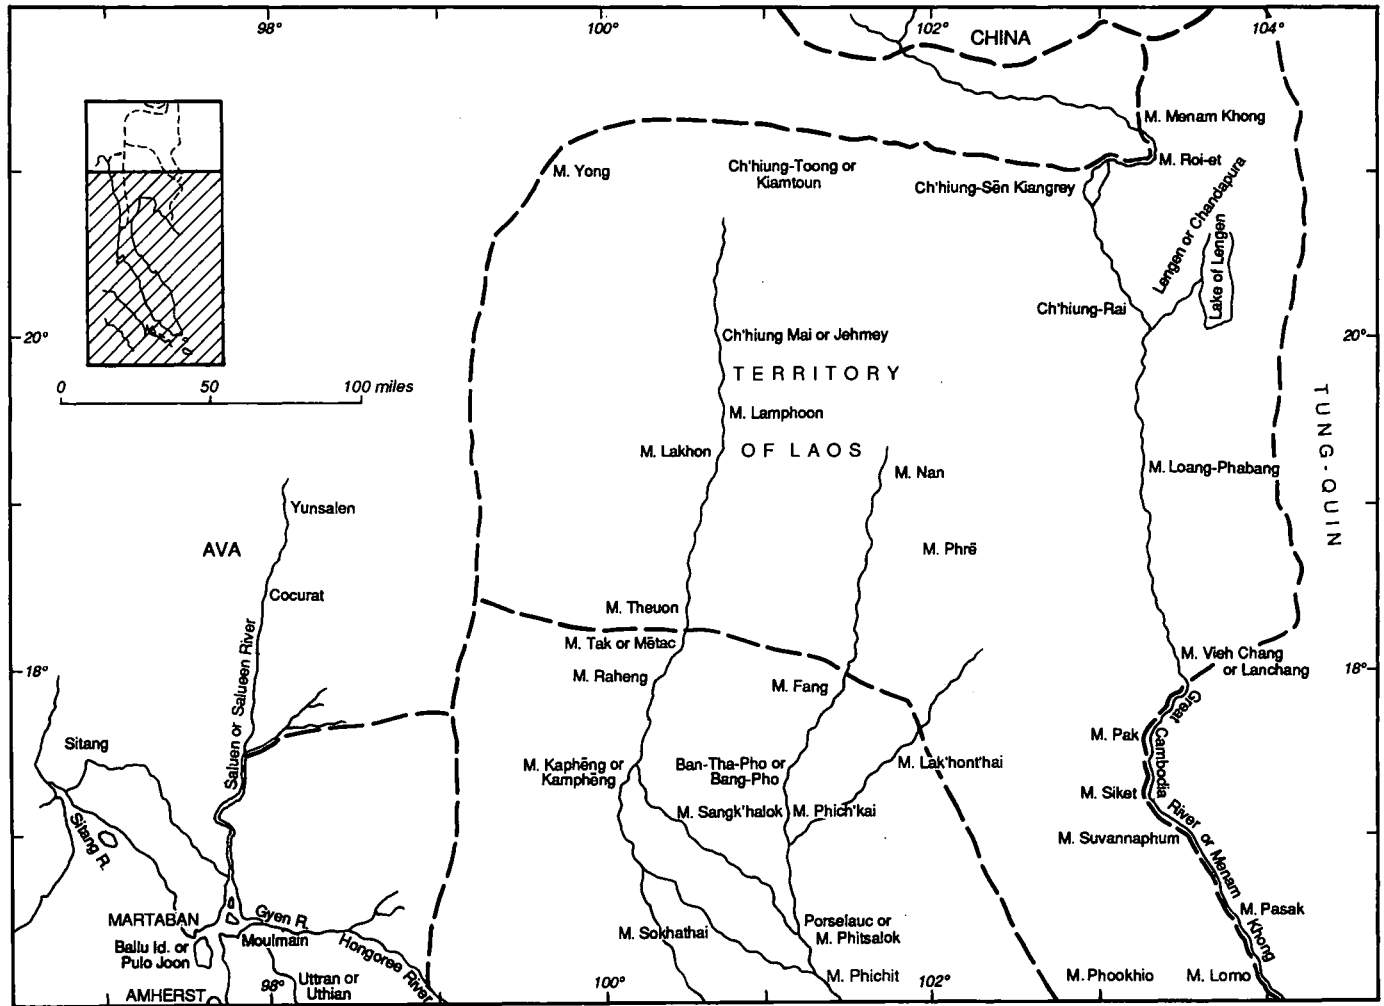 98°
100°
102°
104°
CHINA
M. Menam Khong
M. Yong
Ch'hiung-Toong or
Kiamtoun
M. Roi-et
Ch'hiung-Sēn Kiangrey
Lengen or Chandapura
Lake of Lengen
Ch'hiung-Rai
20°
Ch'hiung Mai or Jehmey
20°
0 50 100 miles
TERRITORY
OF LAOS
TUNG-QUIN
M. Lamphoon
M. Lakhon
M. Nan
M. Loang-Phabang
Yunsalen
AVA
M. Phrē
Cocurat
M. Theuon
M. Tak or Mētac
Saluen or Salueen River
18°
M. Raheng
M. Fang
M. Vieh Chang
or Lanchang
18°
Great Cambodia River or Menam Khong
Sitang
M. Pak
M. Kaphēng or
Kamphēng
Ban-Tha-Pho or
Bang-Pho
M. Lak'hont'hai
M. Siket
Sitang R.
M. Sangk'halok
M. Phich'kai
M. Suvannaphum
MARTABAN
Gyen R.
M. Pasak
Ballu Id. or
Pulo Joon
Moulmain
Hongoree River
M. Sokhathai
Porselauc or
M. Phitsalok
AMHERST
98°
Uttran or
Uthian
100°
M. Phichit
102°
M. Phookhio
M. Lomo